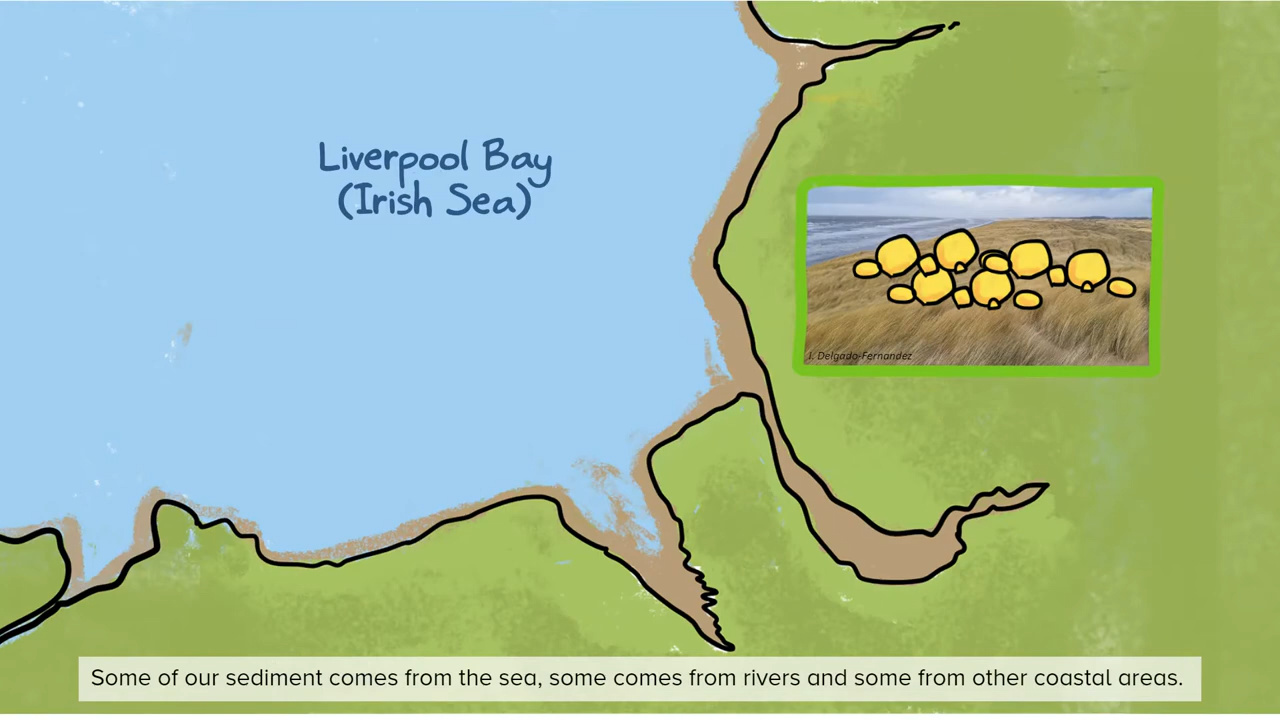 Liverpool Bay
(Irish Sea)
I. Delgado-Fernandez
Some of our sediment comes from the sea, some comes from rivers and some from other coastal areas.